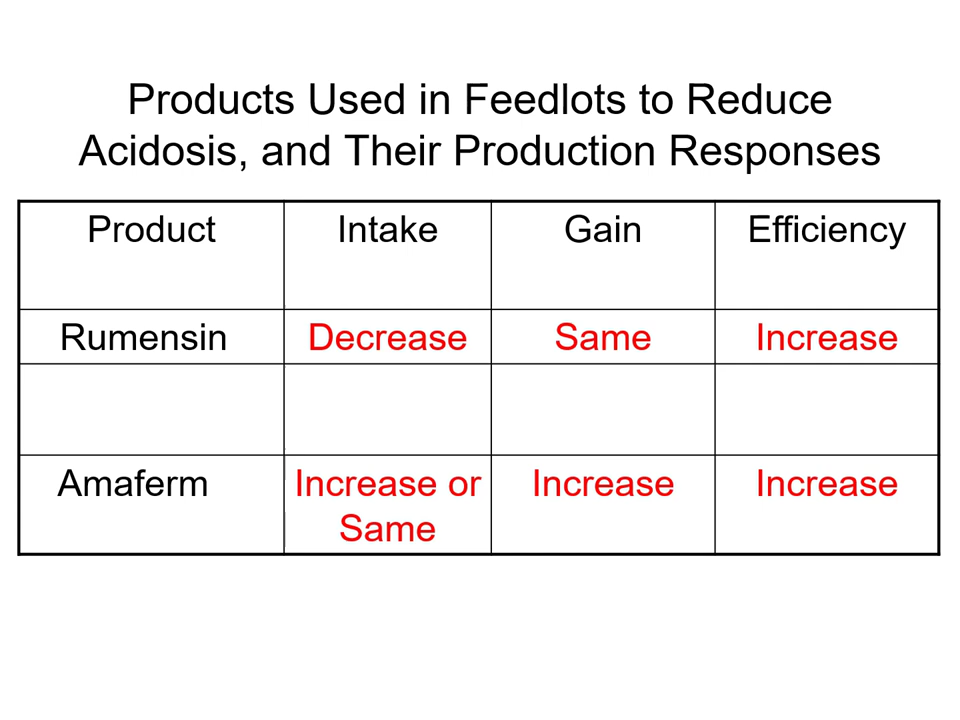 Products Used in Feedlots to Reduce
Acidosis, and Their Production Responses
Product Intake Gain Efficiency
Rumensin Decrease Same Increase
Amaferm Increase or Increase Increase
Same